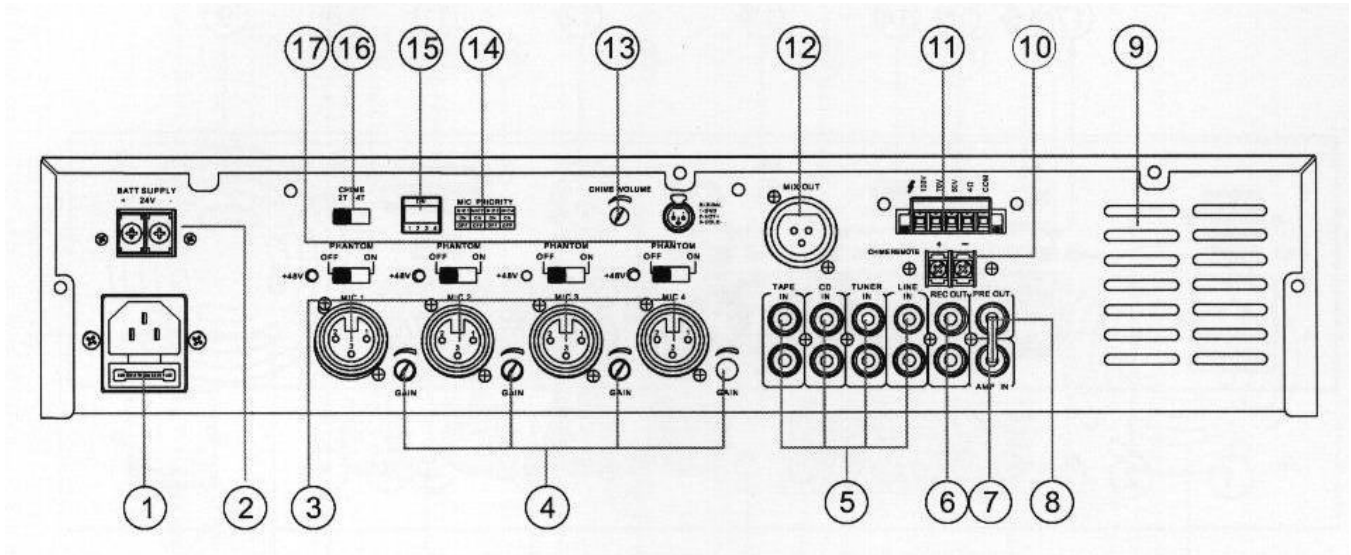 17 16 15 14 13 12 11 10 9
BATT SUPPLY
+ 24V -
CHIME
2T 4T
1 2 3 4
MIC PRIORITY
CHIME VOLUME
MIX OUT
100V 70V 50V 4Ω COM
CHIME REMOTE
+ -
PHANTOM PHANTOM PHANTOM PHANTOM
OFF ON OFF ON OFF ON OFF ON
+48V +48V +48V +48V
MIC 1 MIC 2 MIC 3 MIC 4
GAIN GAIN GAIN GAIN
TAPE IN
CD IN
TUNER IN
LINE IN
REC OUT
PRE OUT
AMP IN
1 2 3 4 5 6 7 8